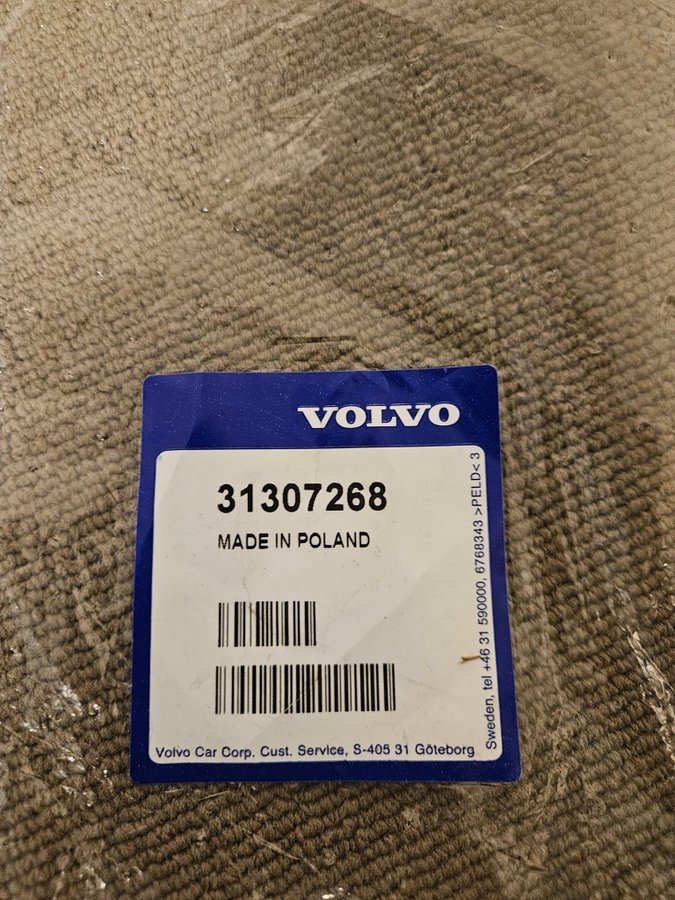 VOLVO
31307268
MADE IN POLAND
Volvo Car Corp. Cust. Service, S-405 31 Göteborg
Sweden, tel +46 31 590000, 6768343 >PELD< 3